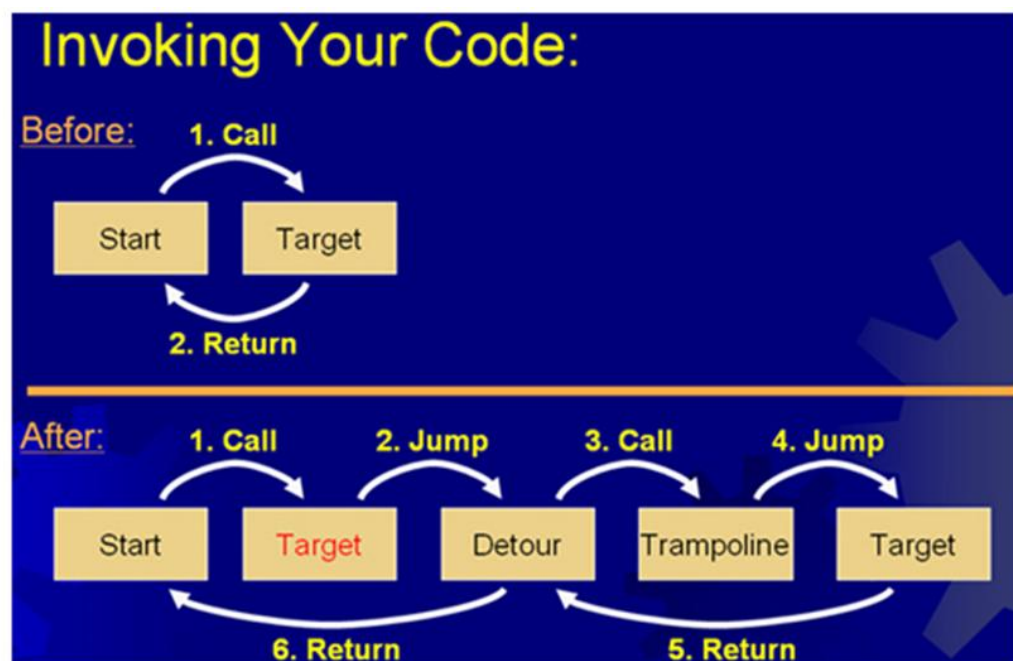 Invoking Your Code:
Before:
1. Call
Start
Target
2. Return
After:
1. Call
2. Jump
3. Call
4. Jump
Start
Target
Detour
Trampoline
Target
6. Return
5. Return